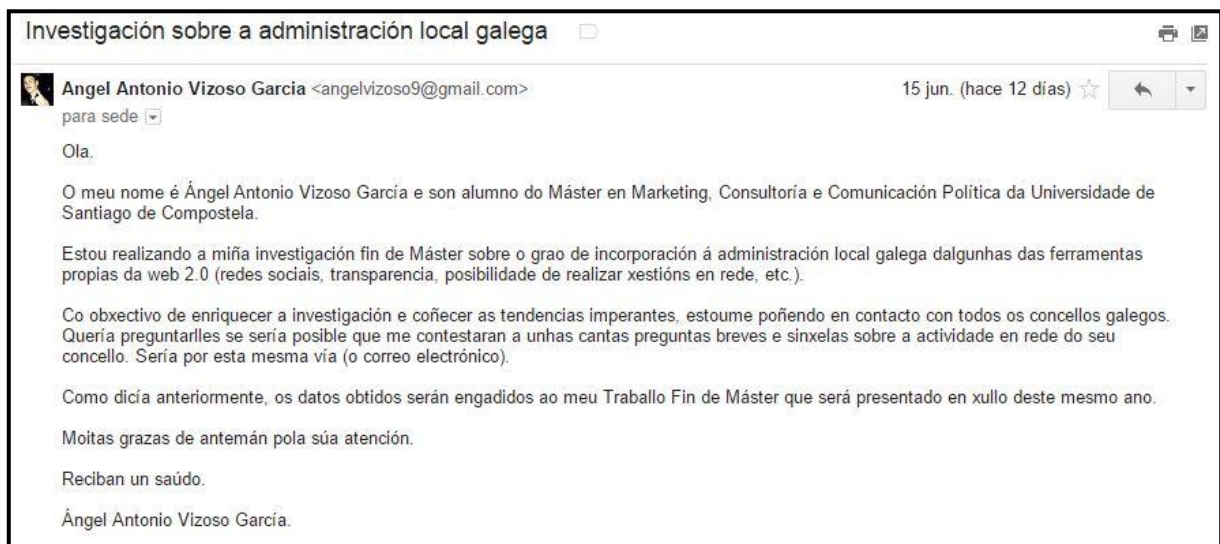 Investigación sobre a administración local galega
Angel Antonio Vizoso Garcia <angelvizoso9@gmail.com>
15 jun. (hace 12 días)
para sede
Ola.
O meu nome é Ángel Antonio Vizoso García e son alumno do Máster en Marketing, Consultoría e Comunicación Política da Universidade de
Santiago de Compostela.
Estou realizando a miña investigación fin de Máster sobre o grao de incorporación á administración local galega dalgunhas das ferramentas
propias da web 2.0 (redes sociais, transparencia, posibilidade de realizar xestións en rede, etc.).
Co obxectivo de enriquecer a investigación e coñecer as tendencias imperantes, estoume poñendo en contacto con todos os concellos galegos.
Quería preguntarlles se sería posible que me contestaran a unhas cantas preguntas breves e sinxelas sobre a actividade en rede do seu
concello. Sería por esta mesma vía (o correo electrónico).
Como dicía anteriormente, os datos obtidos serán engadidos ao meu Traballo Fin de Máster que será presentado en xullo deste mesmo ano.
Moitas grazas de antemán pola súa atención.
Reciban un saúdo.
Ángel Antonio Vizoso García.